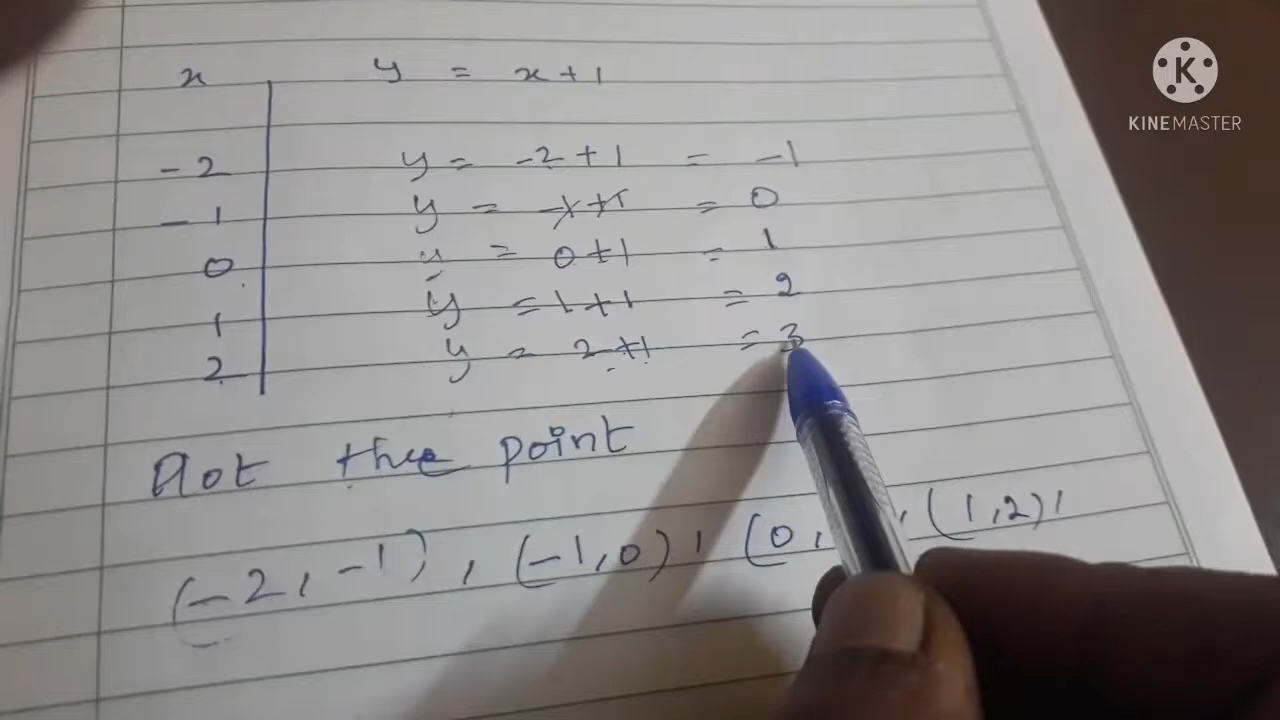 x y = x+1
-2 y = -2+1 = -1
-1 y = -1+1 = 0
0 y = 0+1 = 1
1 y = 1+1 = 2
2 y = 2+1 = 3
Plot the point
(-2, -1), (-1,0), (0, , (1,2),
K
KINEMASTER